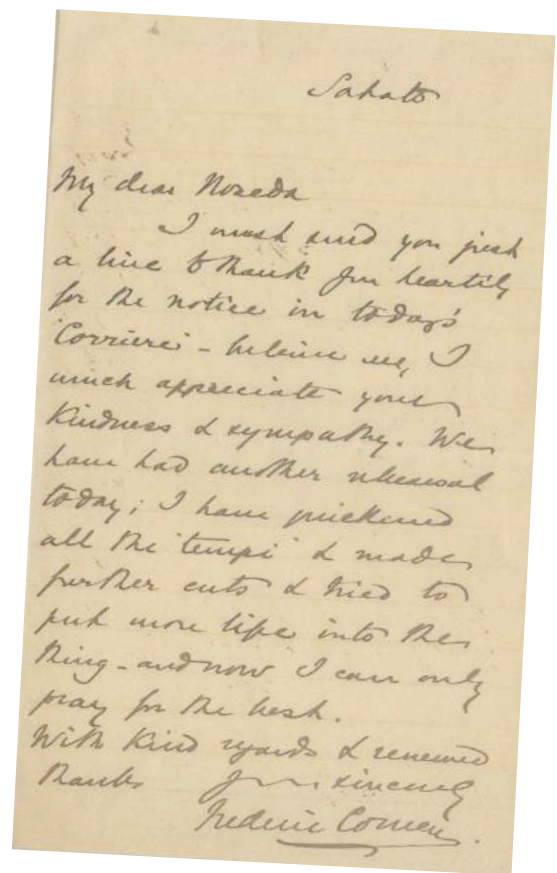 Sabato
My dear Noseda
I must send you just
a line to thank you heartily
for the notice in today's
'Corriere' - believe me, I
much appreciate your
kindness & sympathy. We
have had another rehearsal
today; I have quickened
all the 'tempi' & made
further cuts & tried to
put more life into the
thing - and now I can only
pray for the best.
With kind regards & renewed
thanks yours sincerely
Frederic Cowen.